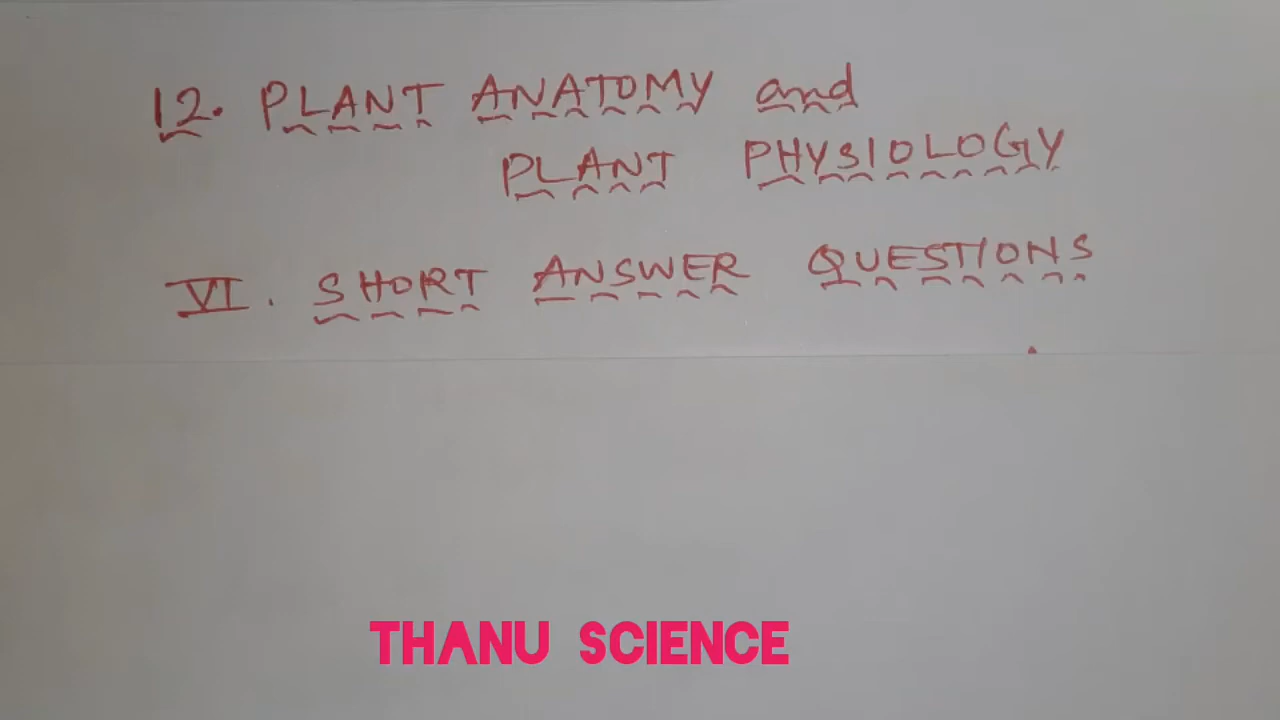 12. PLANT ANATOMY and
PLANT PHYSIOLOGY
VI. SHORT ANSWER QUESTIONS
THANU SCIENCE